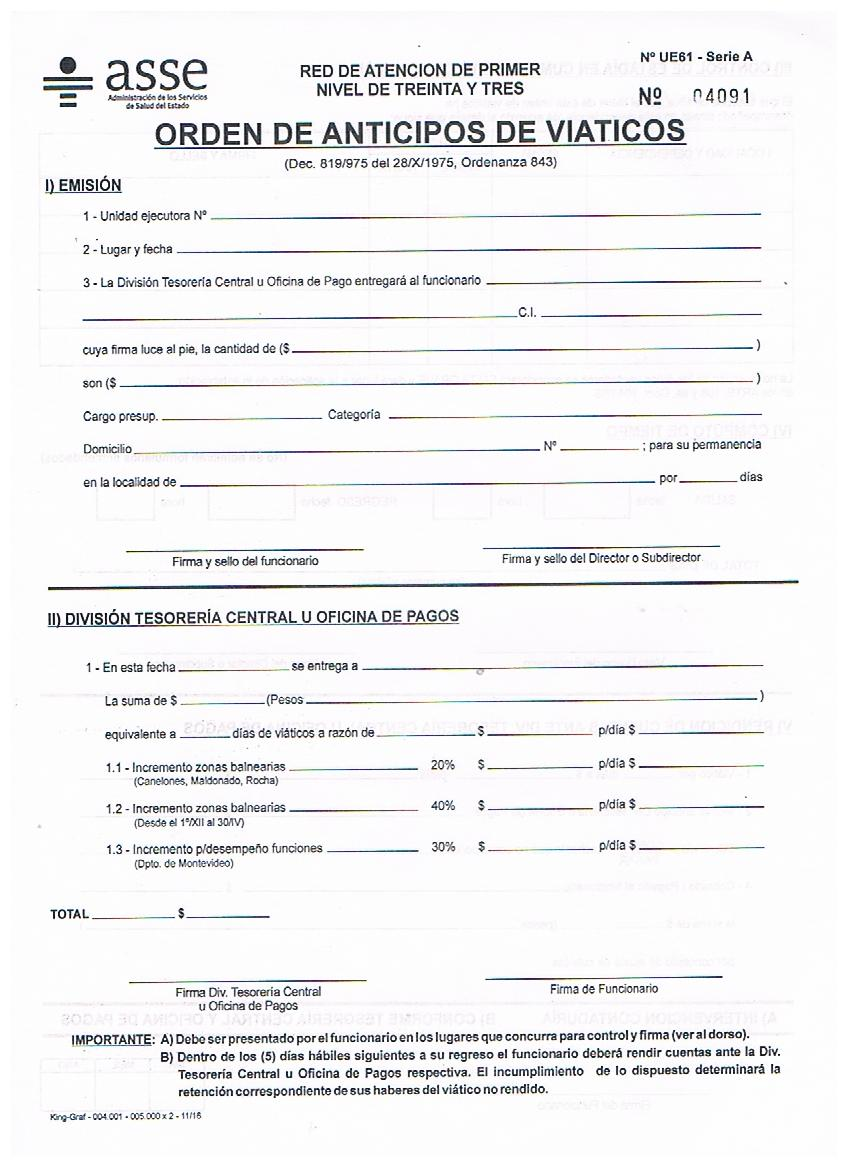 asse
Administración de los Servicios
de Salud del Estado
RED DE ATENCION DE PRIMER
NIVEL DE TREINTA Y TRES
Nº UE61 - Serie A
Nº 04091
ORDEN DE ANTICIPOS DE VIATICOS
(Dec. 819/975 del 28/X/1975, Ordenanza 843)
I) EMISIÓN
1 - Unidad ejecutora Nº
2 - Lugar y fecha
3 - La División Tesorería Central u Oficina de Pago entregará al funcionario
C.I.
cuya firma luce al pie, la cantidad de ($ )
son ($ )
Cargo presup. Categoría
Domicilio Nº ; para su permanencia
en la localidad de por días
Firma y sello del funcionario Firma y sello del Director o Subdirector
II) DIVISIÓN TESORERÍA CENTRAL U OFICINA DE PAGOS
1 - En esta fecha se entrega a
La suma de $ (Pesos )
equivalente a días de viáticos a razón de $ p/día $
1.1 - Incremento zonas balnearias 20% $ p/día $
(Canelones, Maldonado, Rocha)
1.2 - Incremento zonas balnearias 40% $ p/día $
(Desde el 1º/XII al 30/IV)
1.3 - Incremento p/desempeño funciones 30% $ p/día $
(Dpto. de Montevideo)
TOTAL $
Firma Div. Tesorería Central Firma de Funcionario
u Oficina de Pagos
IMPORTANTE: A) Debe ser presentado por el funcionario en los lugares que concurra para control y firma (ver al dorso).
B) Dentro de los (5) días hábiles siguientes a su regreso el funcionario deberá rendir cuentas ante la Div.
Tesorería Central u Oficina de Pagos respectiva. El incumplimiento de lo dispuesto determinará la
retención correspondiente de sus haberes del viático no rendido.
King-Graf - 004.001 - 005.000 x 2 - 11/16